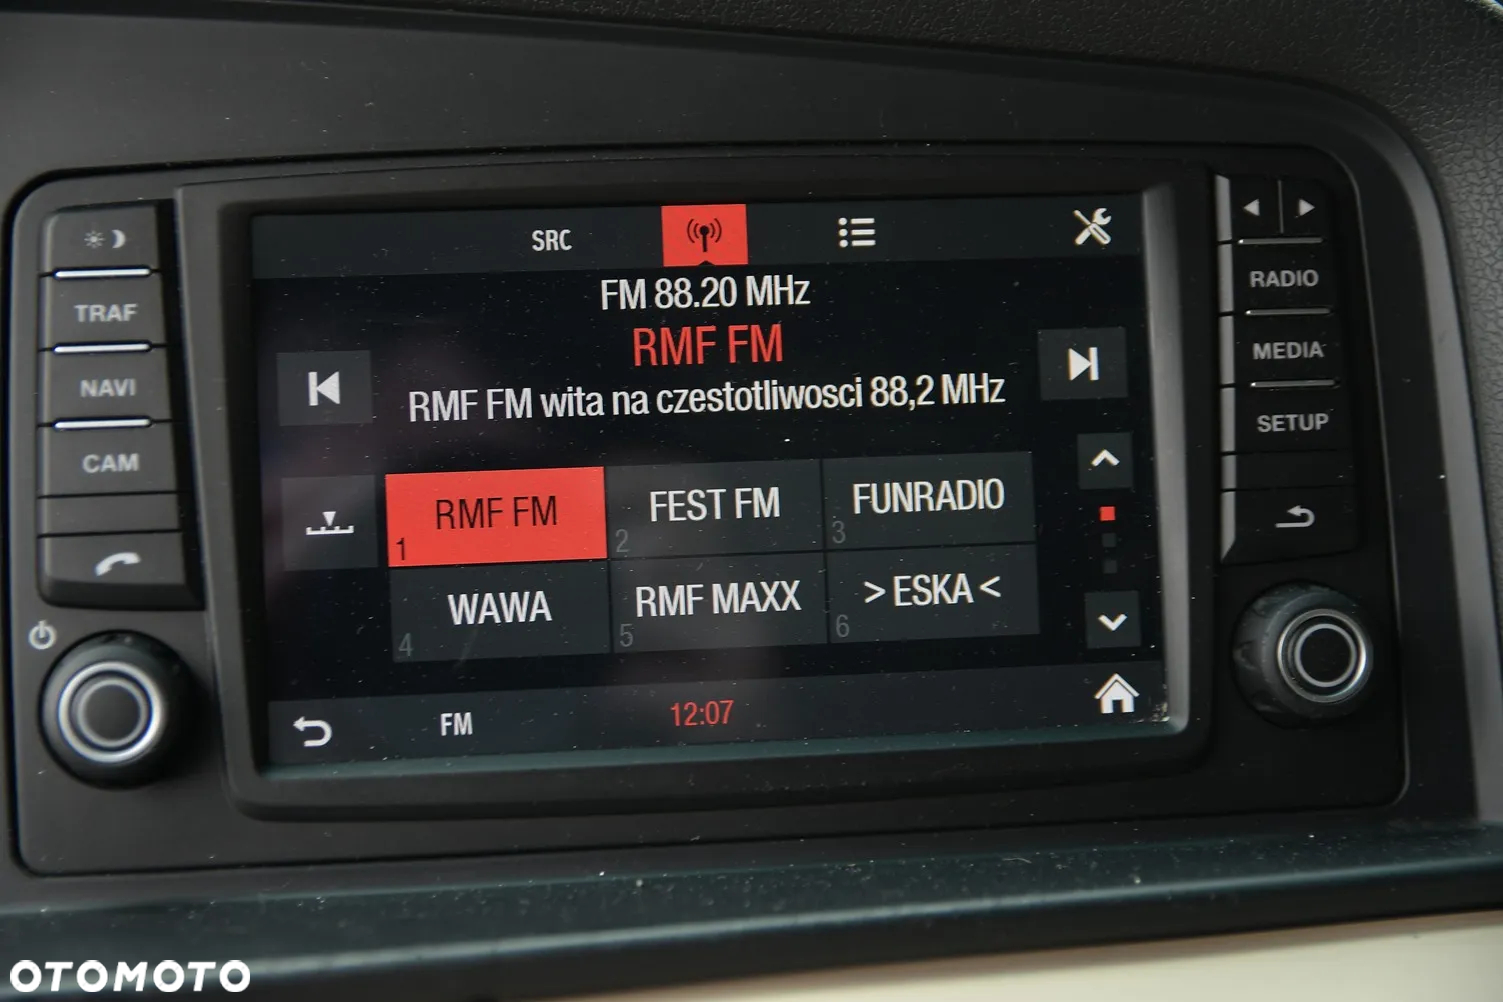 SRC
FM 88.20 MHz
RMF FM
RMF FM wita na czestotliwosci 88,2 MHz
RMF FM
1
FEST FM
2
FUNRADIO
3
WAWA
4
RMF MAXX
5
> ESKA <
6
FM
12:07
TRAF
NAVI
CAM
RADIO
MEDIA
SETUP
OTOMOTO